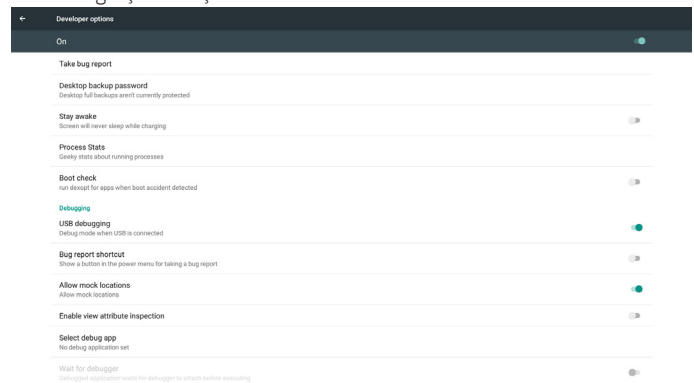 Developer options
On
Take bug report
Desktop backup password
Desktop full backups aren't currently protected
Stay awake
Screen will never sleep while charging
Process Stats
Geeky stats about running processes
Boot check
run dexopt for apps when boot accident detected
Debugging
USB debugging
Debug mode when USB is connected
Bug report shortcut
Show a button in the power menu for taking a bug report
Allow mock locations
Allow mock locations
Enable view attribute inspection
Select debug app
No debug application set
Wait for debugger
Debugged application waits for debugger to attach before executing